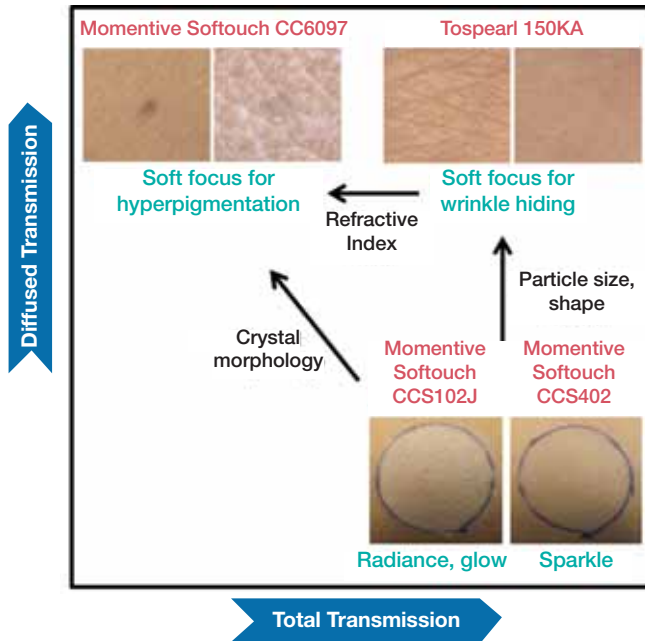 Momentive Softouch CC6097
Tospearl 150KA
Soft focus for
hyperpigmentation
Soft focus for
wrinkle hiding
Refractive
Index
Particle size,
shape
Crystal
morphology
Momentive
Softouch
CCS102J
Momentive
Softouch
CCS402
Radiance, glow
Sparkle
Diffused Transmission
Total Transmission